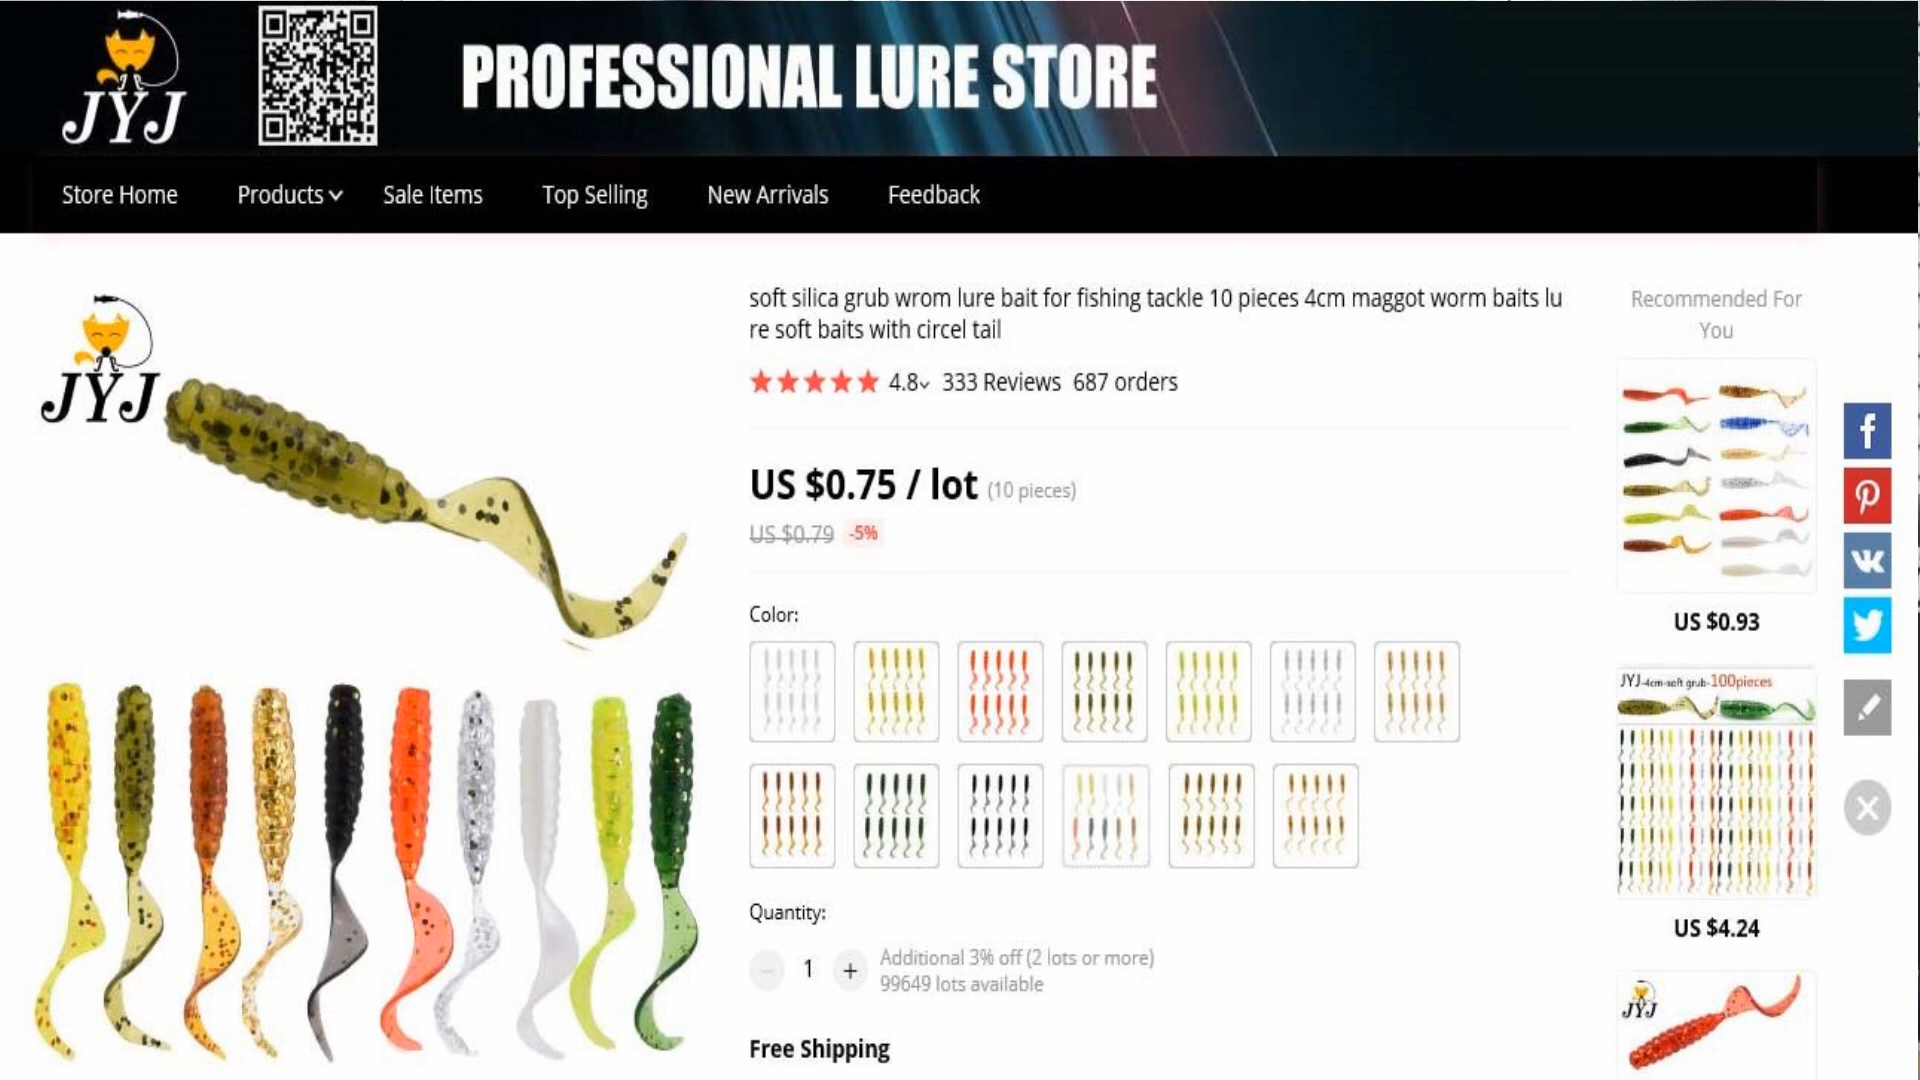 JYJ
PROFESSIONAL LURE STORE
Store Home Products Sale Items Top Selling New Arrivals Feedback
JYJ
soft silica grub wrom lure bait for fishing tackle 10 pieces 4cm maggot worm baits lu
re soft baits with circel tail
4.8 333 Reviews 687 orders
US $0.75 / lot (10 pieces)
US $0.79 -5%
Color:
Quantity:
1
Additional 3% off (2 lots or more)
99649 lots available
Free Shipping
Recommended For
You
US $0.93
JYJ-4cm-soft grub-100pieces
US $4.24
JYJ